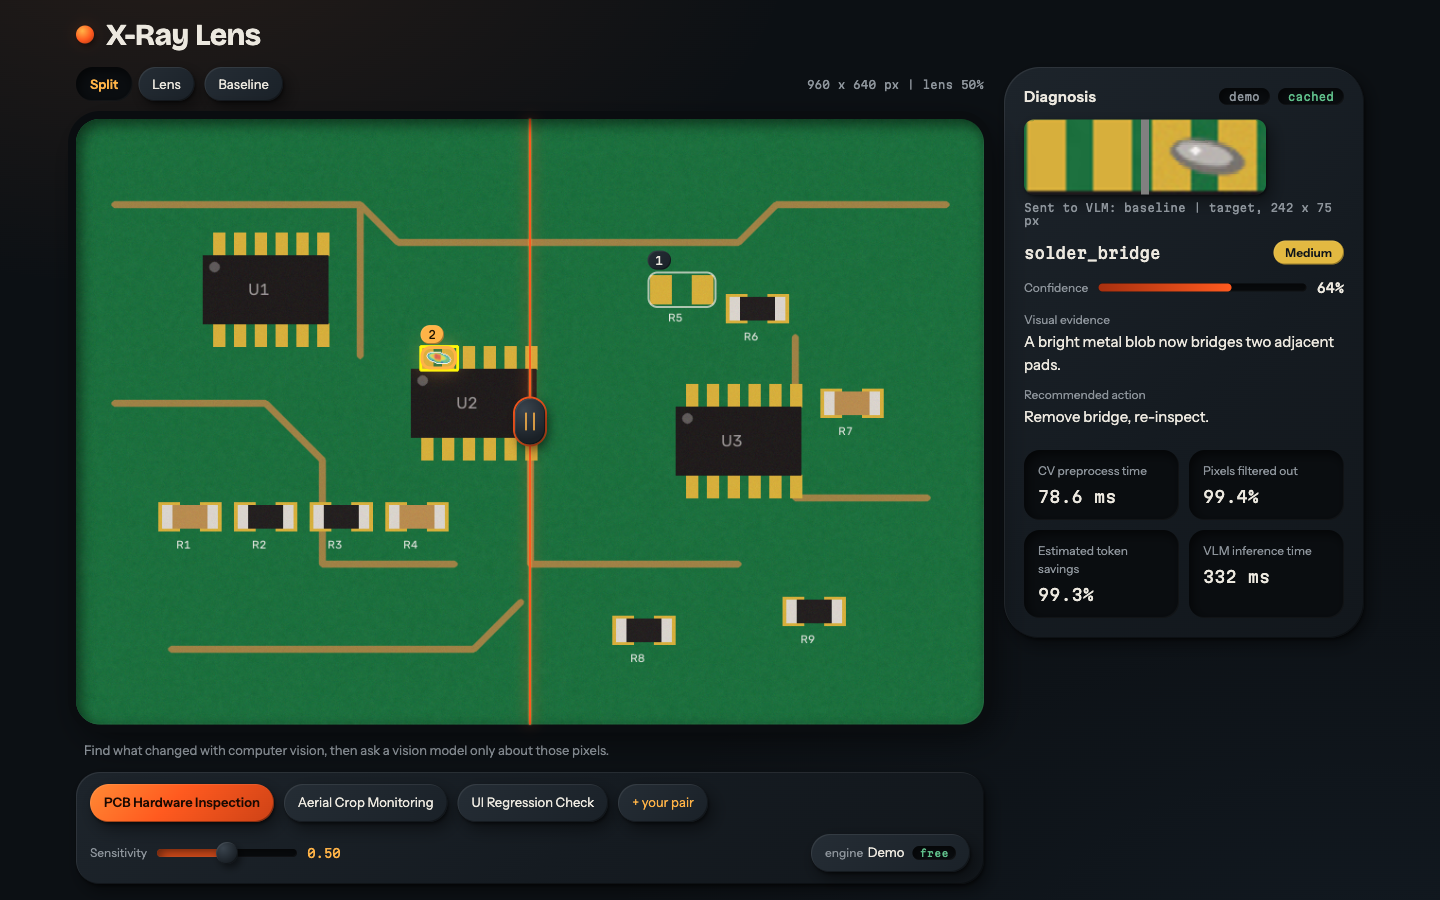 X-Ray Lens
Split Lens Baseline
960 x 640 px | lens 50%
U1
1
R5
R6
2
U2
U3
R7
R1 R2 R3 R4
R8
R9
Diagnosis demo cached
Sent to VLM: baseline | target, 242 x 75
px
solder_bridge Medium
Confidence 64%
Visual evidence
A bright metal blob now bridges two adjacent
pads.
Recommended action
Remove bridge, re-inspect.
CV preprocess time
78.6 ms
Pixels filtered out
99.4%
Estimated token
savings
99.3%
VLM inference time
332 ms
Find what changed with computer vision, then ask a vision model only about those pixels.
PCB Hardware Inspection Aerial Crop Monitoring UI Regression Check + your pair
Sensitivity 0.50 engine Demo free